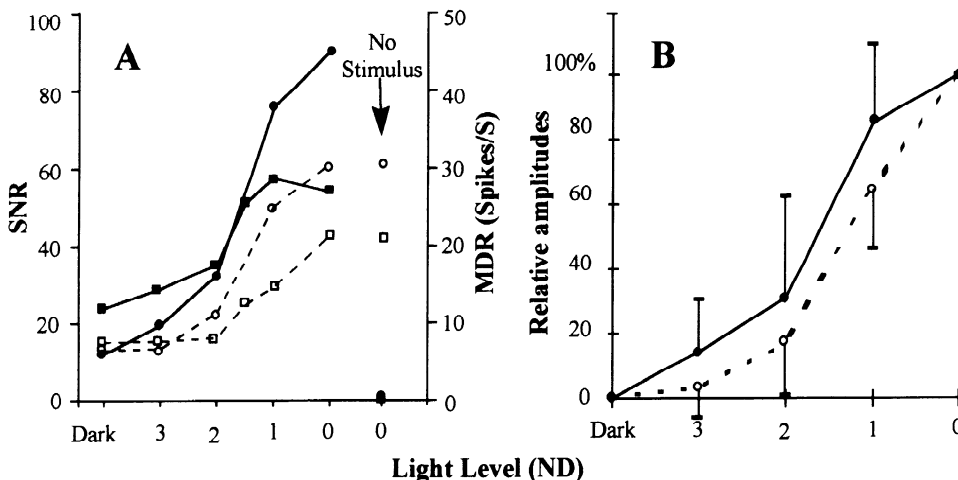 A
No
Stimulus
SNR
100
80
60
40
20
0
Dark 3 2 1 0 0
MDR (Spikes/S)
50
40
30
20
10
0
B
Relative amplitudes
100%
80
60
40
20
0
Dark 3 2 1 0
Light Level (ND)